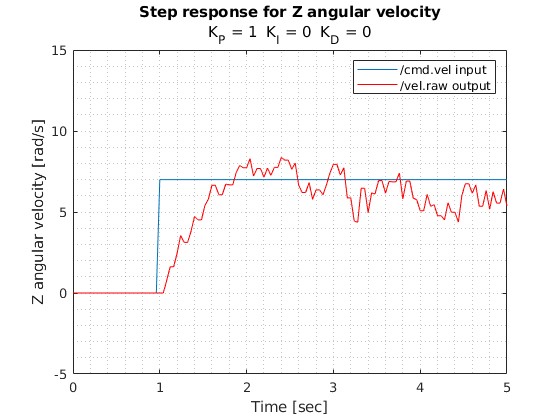 Step response for Z angular velocity
K_P = 1 K_I = 0 K_D = 0
15
/cmd.vel input
/vel.raw output
10
5
0
-5
Z angular velocity [rad/s]
0 1 2 3 4 5
Time [sec]